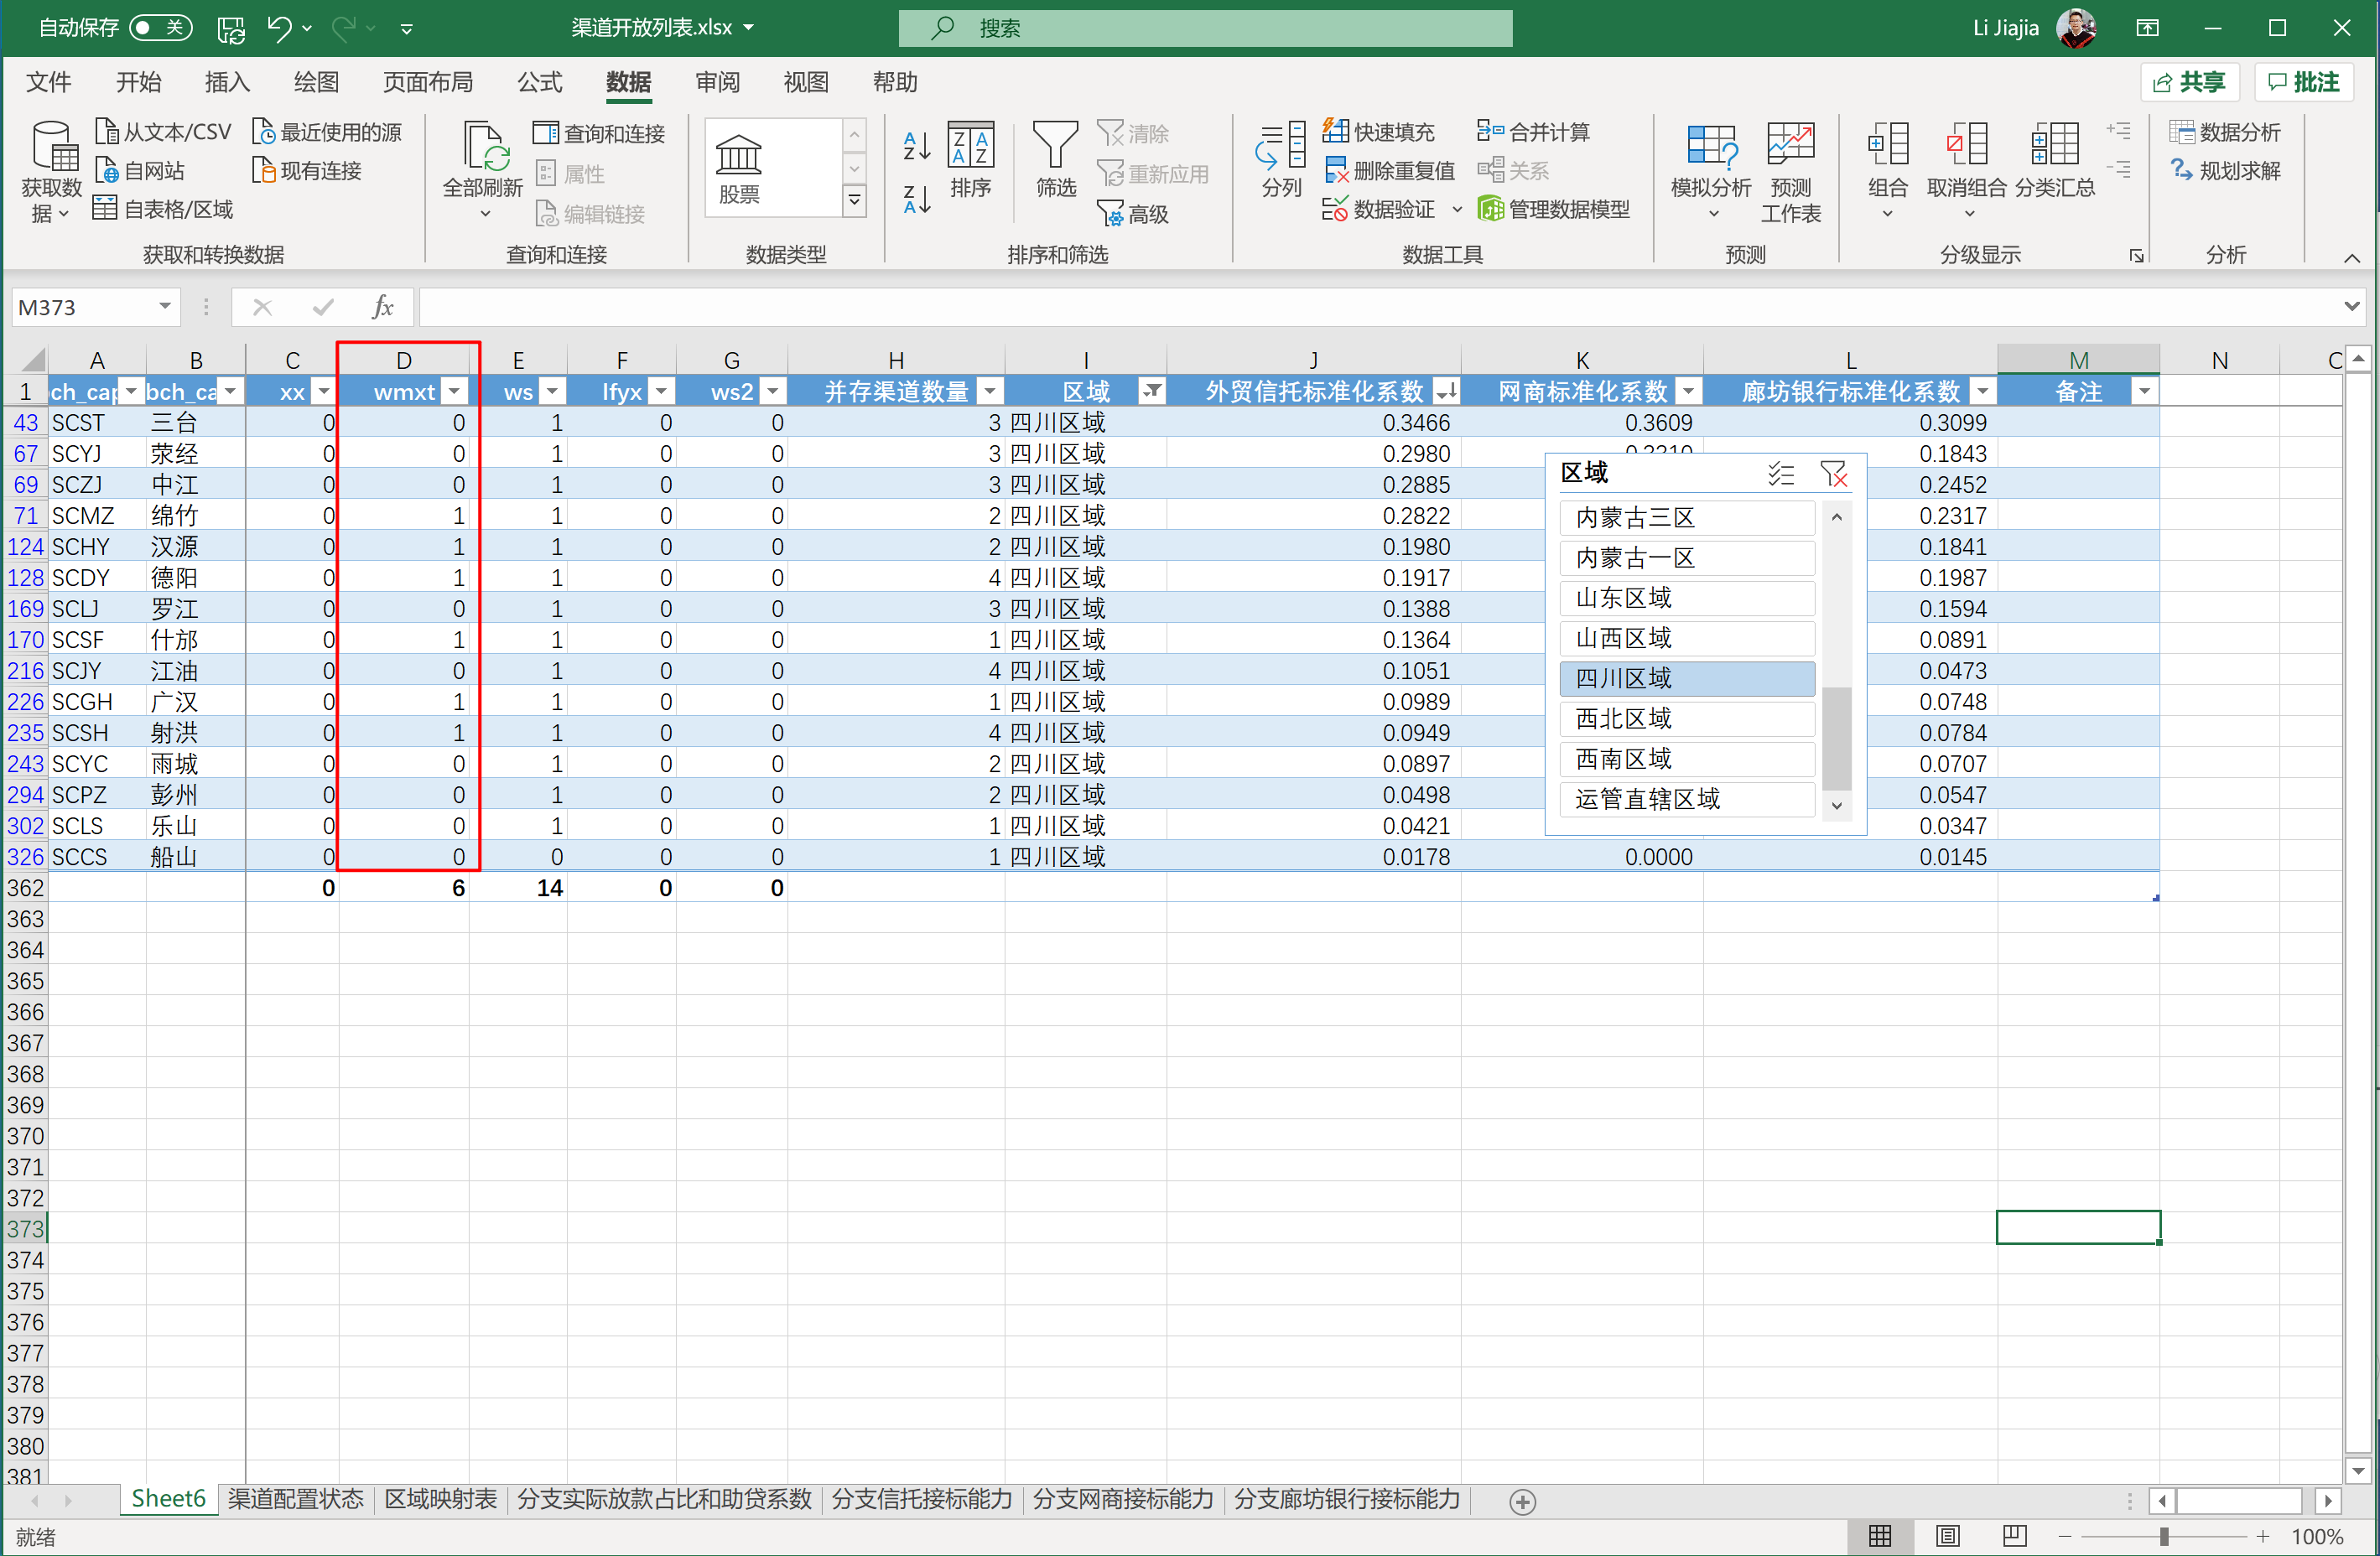 自动保存 关 渠道开放列表.xlsx 搜索 Li Jiajia
文件 开始 插入 绘图 页面布局 公式 数据 审阅 视图 帮助 共享 批注
获取数据 从文本/CSV 自网站 自表格/区域 最近使用的源 现有连接
获取和转换数据
全部刷新 查询和连接 属性 编辑链接
查询和连接
股票
数据类型
排序 筛选 清除 重新应用 高级
排序和筛选
分列 快速填充 删除重复值 数据验证 合并计算 关系 管理数据模型
数据工具
模拟分析 预测工作表
预测
组合 取消组合 分类汇总
分级显示
数据分析 规划求解
分析
M373 fx
A B C D E F G H I J K L M N C
1 bch_cap bch_ca xx wmxt ws lfyx ws2 并存渠道数量 区域 外贸信托标准化系数 网商标准化系数 廊坊银行标准化系数 备注
43 SCST 三台 0 0 1 0 0 3 四川区域 0.3466 0.3609 0.3099
67 SCYJ 荥经 0 0 1 0 0 3 四川区域 0.2980 0.1843
69 SCZJ 中江 0 0 1 0 0 3 四川区域 0.2885 0.2452
71 SCMZ 绵竹 0 1 1 0 0 2 四川区域 0.2822 0.2317
124 SCHY 汉源 0 1 1 0 0 2 四川区域 0.1980 0.1841
128 SCDY 德阳 0 1 1 0 0 4 四川区域 0.1917 0.1987
169 SCLJ 罗江 0 0 1 0 0 3 四川区域 0.1388 0.1594
170 SCSF 什邡 0 1 1 0 0 1 四川区域 0.1364 0.0891
216 SCJY 江油 0 0 1 0 0 4 四川区域 0.1051 0.0473
226 SCGH 广汉 0 1 1 0 0 1 四川区域 0.0989 0.0748
235 SCSH 射洪 0 1 1 0 0 4 四川区域 0.0949 0.0784
243 SCYC 雨城 0 0 1 0 0 2 四川区域 0.0897 0.0707
294 SCPZ 彭州 0 0 1 0 0 2 四川区域 0.0498 0.0547
302 SCLS 乐山 0 0 1 0 0 1 四川区域 0.0421 0.0347
326 SCCS 船山 0 0 0 0 0 1 四川区域 0.0178 0.0000 0.0145
362 0 6 14 0 0
区域
内蒙古三区
内蒙古一区
山东区域
山西区域
四川区域
西北区域
西南区域
运管直辖区域
363
364
365
366
367
368
369
370
371
372
373
374
375
376
377
378
379
380
381
Sheet6 渠道配置状态 区域映射表 分支实际放款占比和助贷系数 分支信托接标能力 分支网商接标能力 分支廊坊银行接标能力
就绪 100%